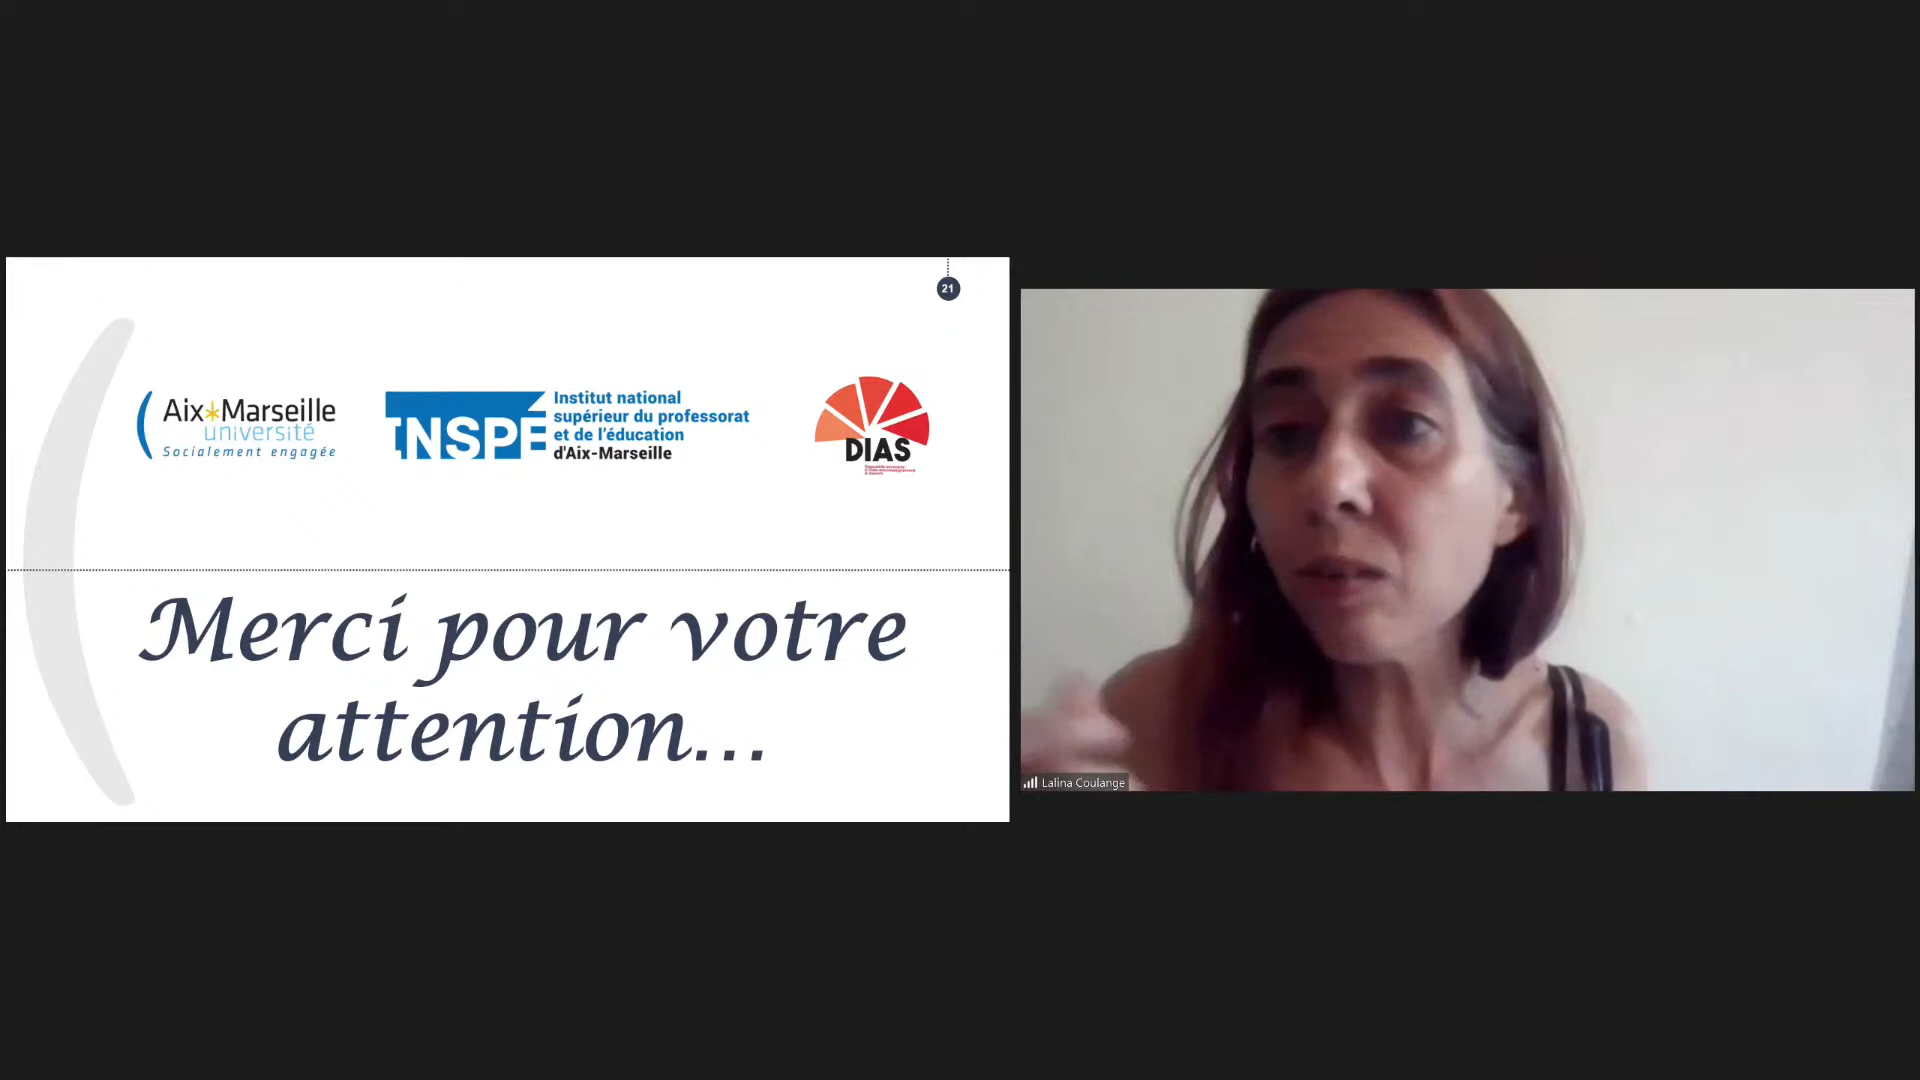 21
Aix*Marseille
université
Socialement engagée
INSPÉ
Institut national
supérieur du professorat
et de l'éducation
d'Aix-Marseille
DIAS
Merci pour votre
attention...
Lalina Coulange